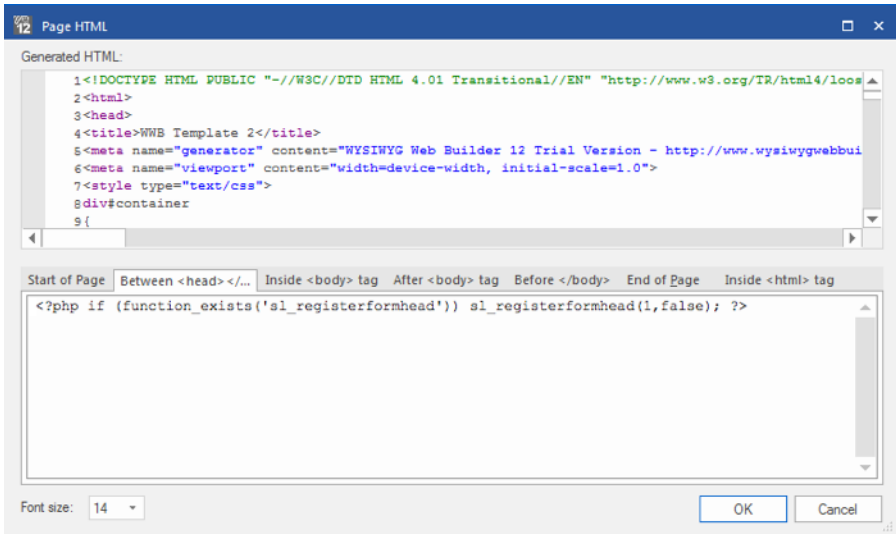 12 Page HTML
Generated HTML:
1<!DOCTYPE HTML PUBLIC "-//W3C//DTD HTML 4.01 Transitional//EN" "http://www.w3.org/TR/html4/loos
2<html>
3<head>
4<title>WWB Template 2</title>
5<meta name="generator" content="WYSIWYG Web Builder 12 Trial Version - http://www.wysiwygwebbui
6<meta name="viewport" content="width=device-width, initial-scale=1.0">
7<style type="text/css">
8div#container
9{
Start of Page Between <head> </... Inside <body> tag After <body> tag Before </body> End of Page Inside <html> tag
<?php if (function_exists('sl_registerformhead')) sl_registerformhead(1,false); ?>
Font size: 14 OK Cancel